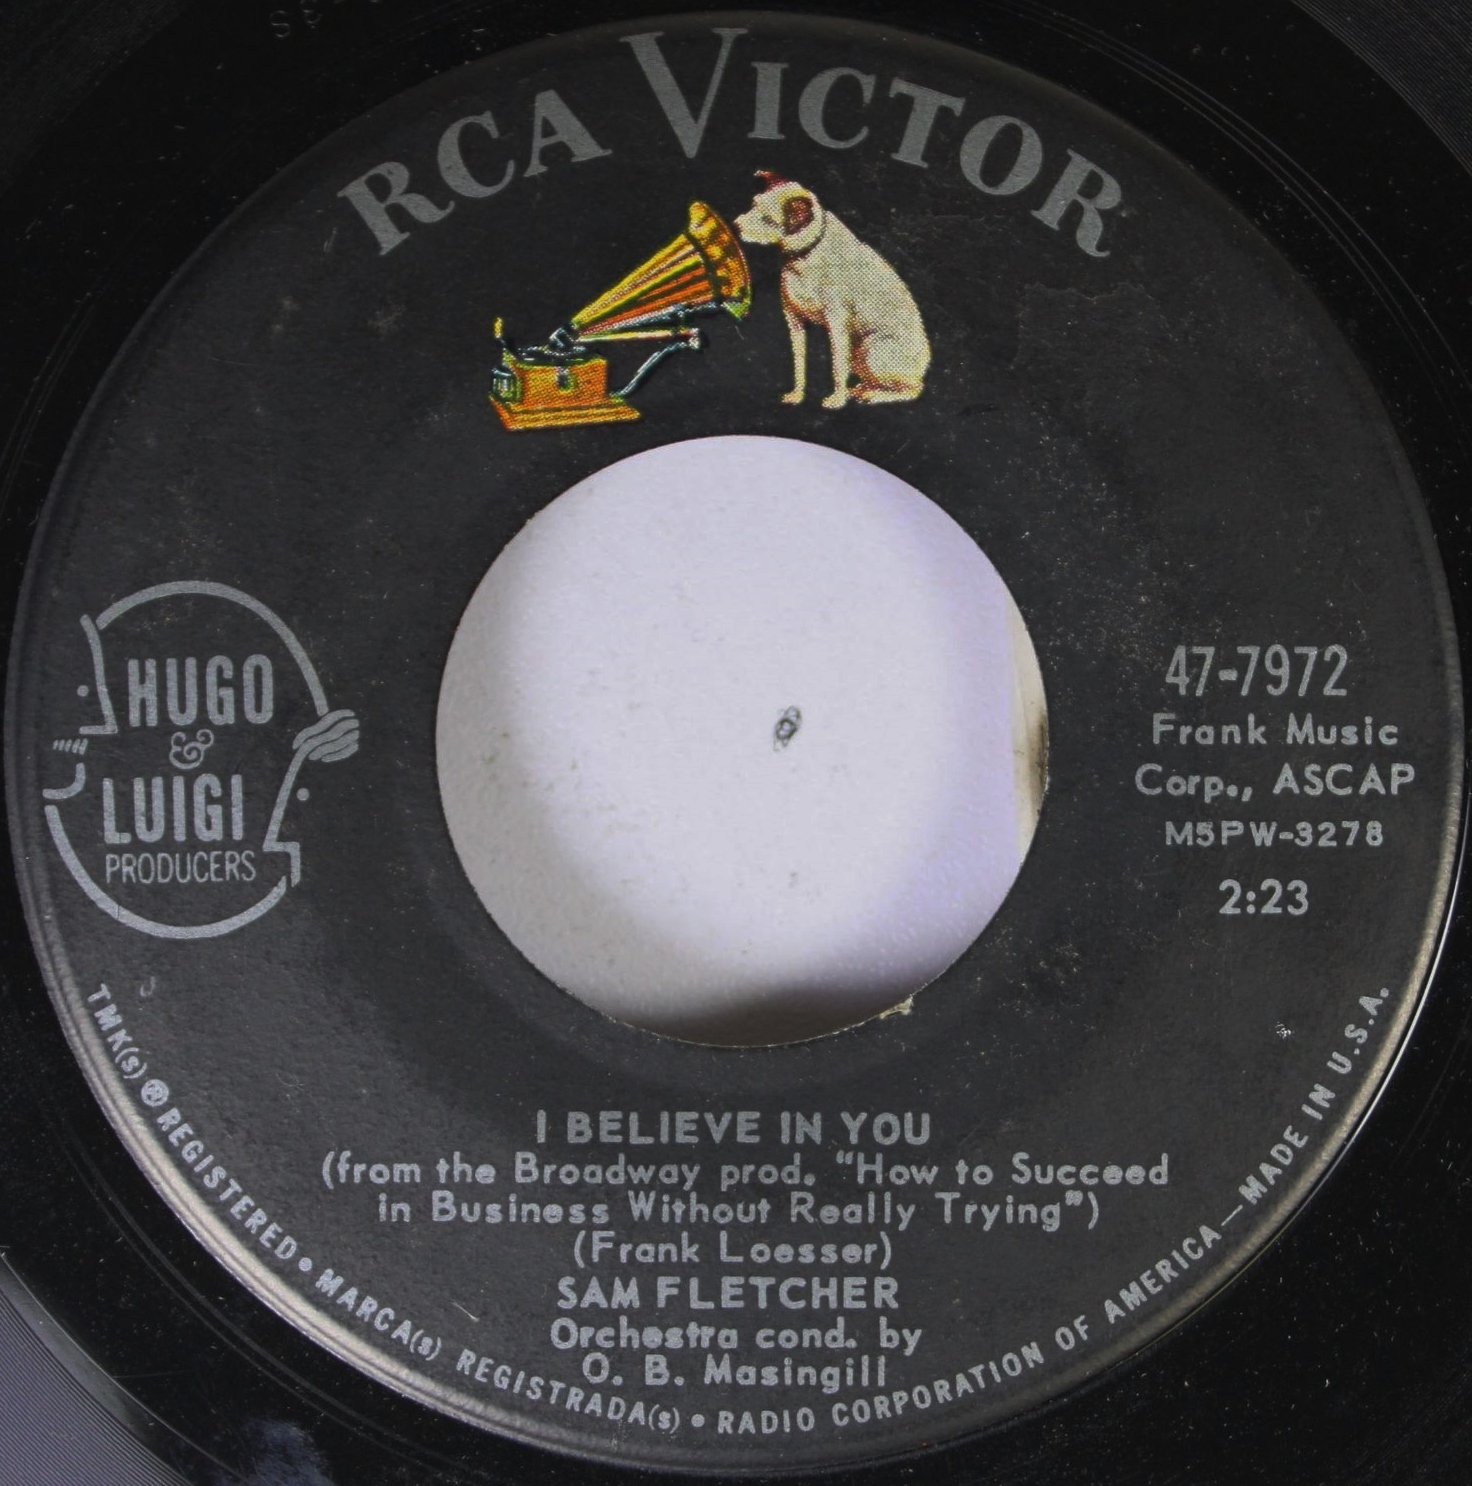 RCA VICTOR
HUGO
&
LUIGI
PRODUCERS
47-7972
Frank Music
Corp., ASCAP
M5PW-3278
2:23
I BELIEVE IN YOU
(from the Broadway prod. "How to Succeed
in Business Without Really Trying")
(Frank Loesser)
SAM FLETCHER
Orchestra cond. by
O. B. Masingill
TMK(s) ® REGISTERED • MARCA(s) REGISTRADA(s) • RADIO CORPORATION OF AMERICA — MADE IN U.S.A.